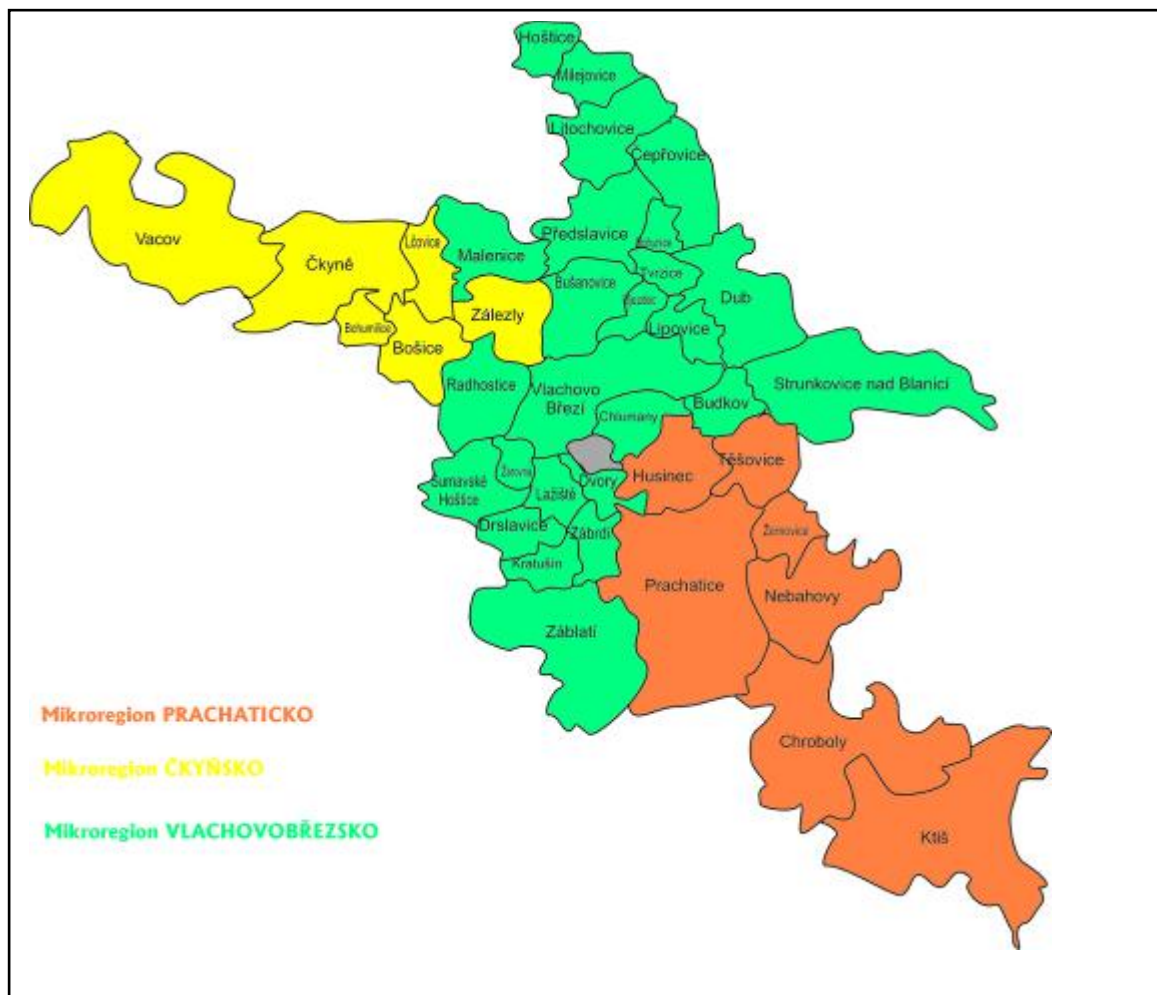 Hoštice
Milejovice
Litochovice
Čepřovice
Vacov
Čkyně
Lčovice
Malenice
Předslavice
Bušanovice
Tvrzice
Dub
Zálezly
Bohumilice
Bošice
Lipovice
Radhostice
Vlachovo
Březí
Strunkovice nad Blanicí
Budkov
Chlumany
Husinec
Těšovice
Šumavské
Hoštice
Lažiště
Dvory
Drslavice
Zábrdí
Kratušín
Žernovice
Prachatice
Nebahovy
Záblatí
Mikroregion PRACHATICKO
Chroboly
Mikroregion ČKYŇSKO
Mikroregion VLACHOVOBŘEZSKO
Ktiš